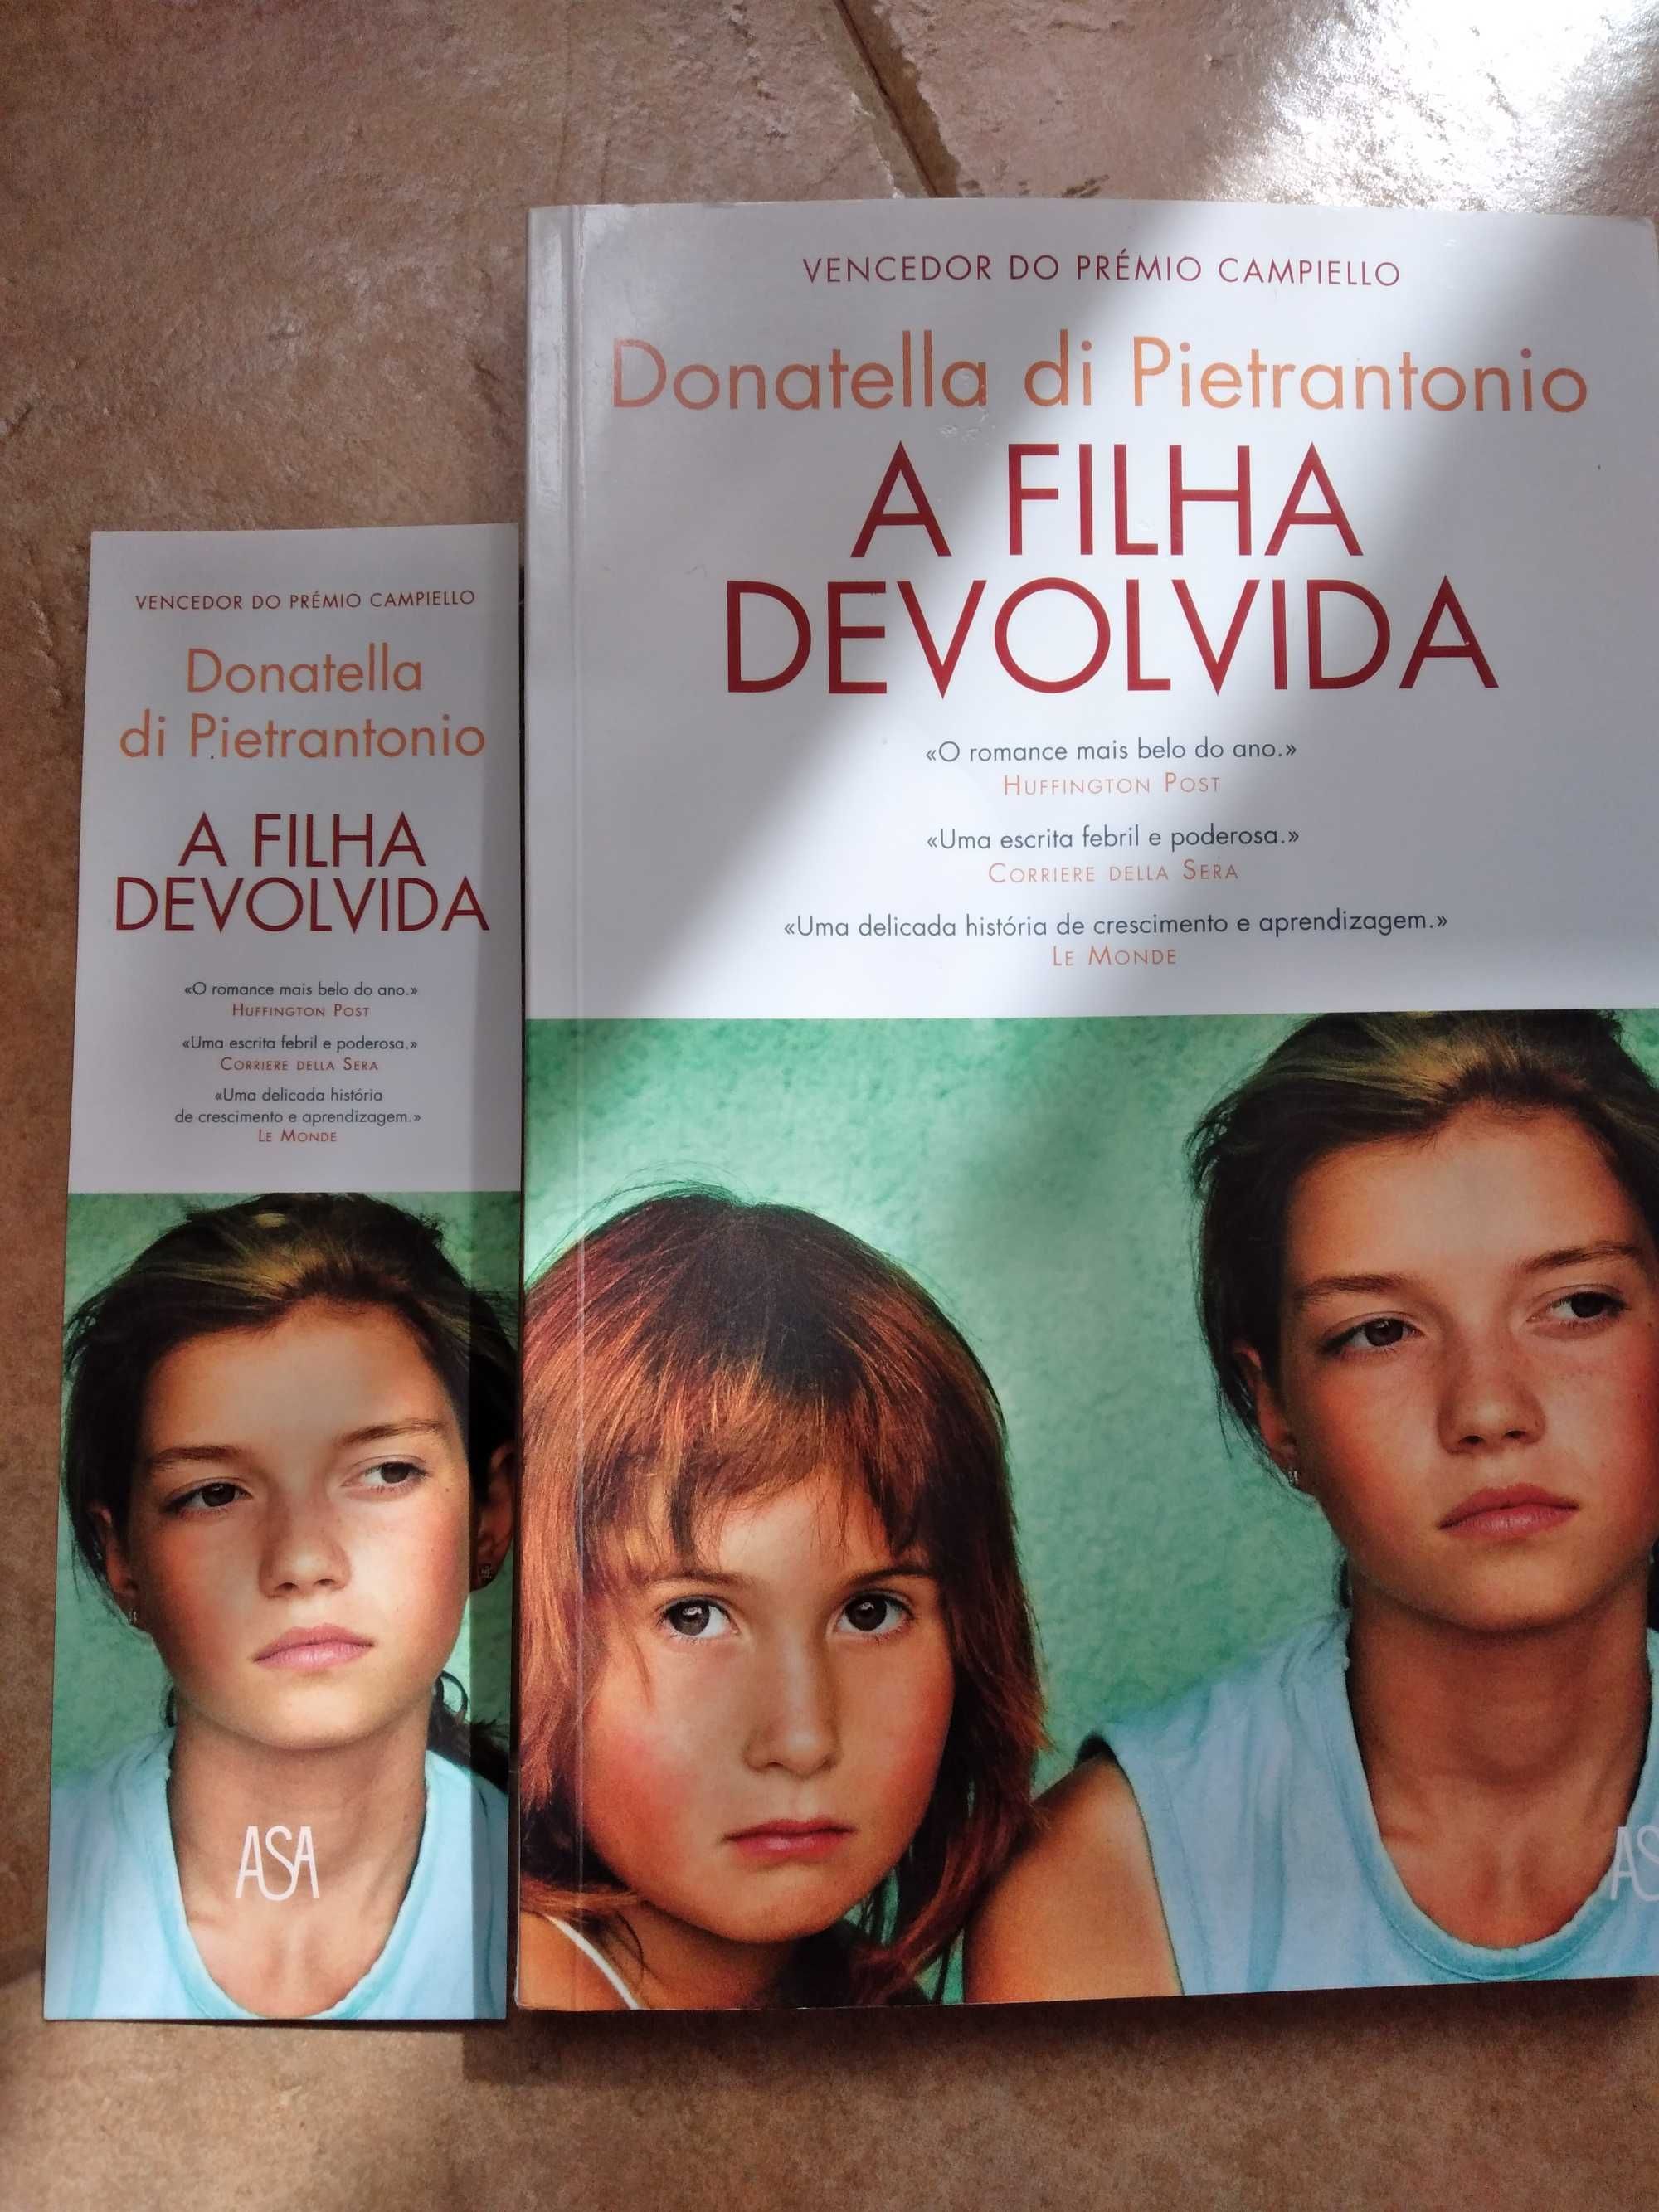 VENCEDOR DO PRÉMIO CAMPIELLO
Donatella
di Pietrantonio
A FILHA
DEVOLVIDA
«O romance mais belo do ano.»
HUFFINGTON POST
«Uma escrita febril e poderosa.»
CORRIERE DELLA SERA
«Uma delicada história
de crescimento e aprendizagem.»
LE MONDE
ASA
VENCEDOR DO PRÉMIO CAMPIELLO
Donatella di Pietrantonio
A FILHA
DEVOLVIDA
«O romance mais belo do ano.»
HUFFINGTON POST
«Uma escrita febril e poderosa.»
CORRIERE DELLA SERA
«Uma delicada história de crescimento e aprendizagem.»
LE MONDE
AS